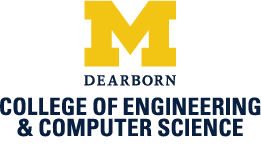 M
DEARBORN
COLLEGE OF ENGINEERING
& COMPUTER SCIENCE